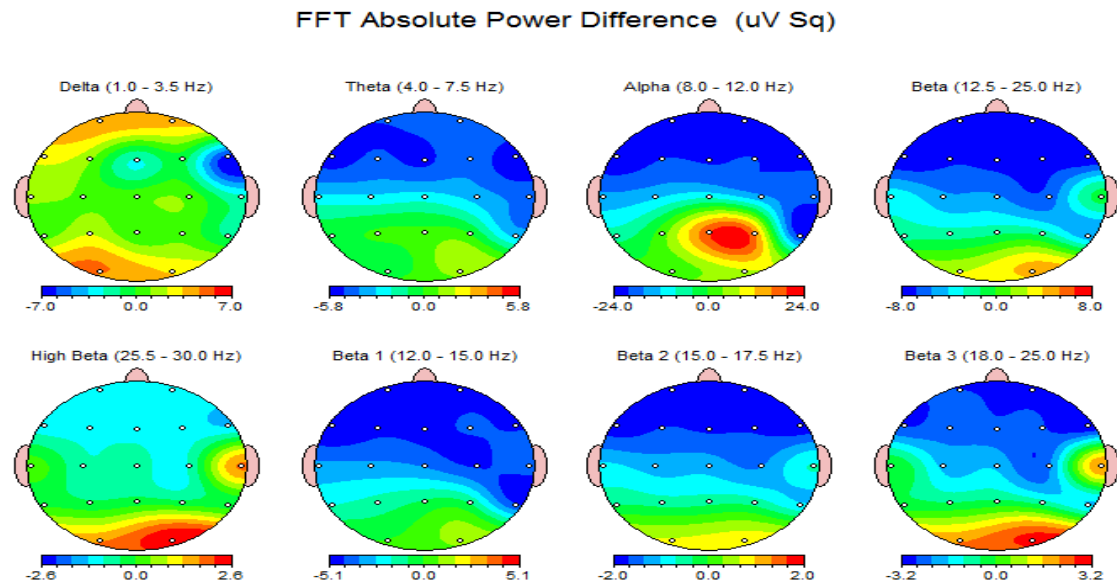 FFT Absolute Power Difference (uV Sq)
Delta (1.0 - 3.5 Hz)
Theta (4.0 - 7.5 Hz)
Alpha (8.0 - 12.0 Hz)
Beta (12.5 - 25.0 Hz)
-7.0 0.0 7.0
-5.8 0.0 5.8
-24.0 0.0 24.0
-8.0 0.0 8.0
High Beta (25.5 - 30.0 Hz)
Beta 1 (12.0 - 15.0 Hz)
Beta 2 (15.0 - 17.5 Hz)
Beta 3 (18.0 - 25.0 Hz)
-2.6 0.0 2.6
-5.1 0.0 5.1
-2.0 0.0 2.0
-3.2 0.0 3.2